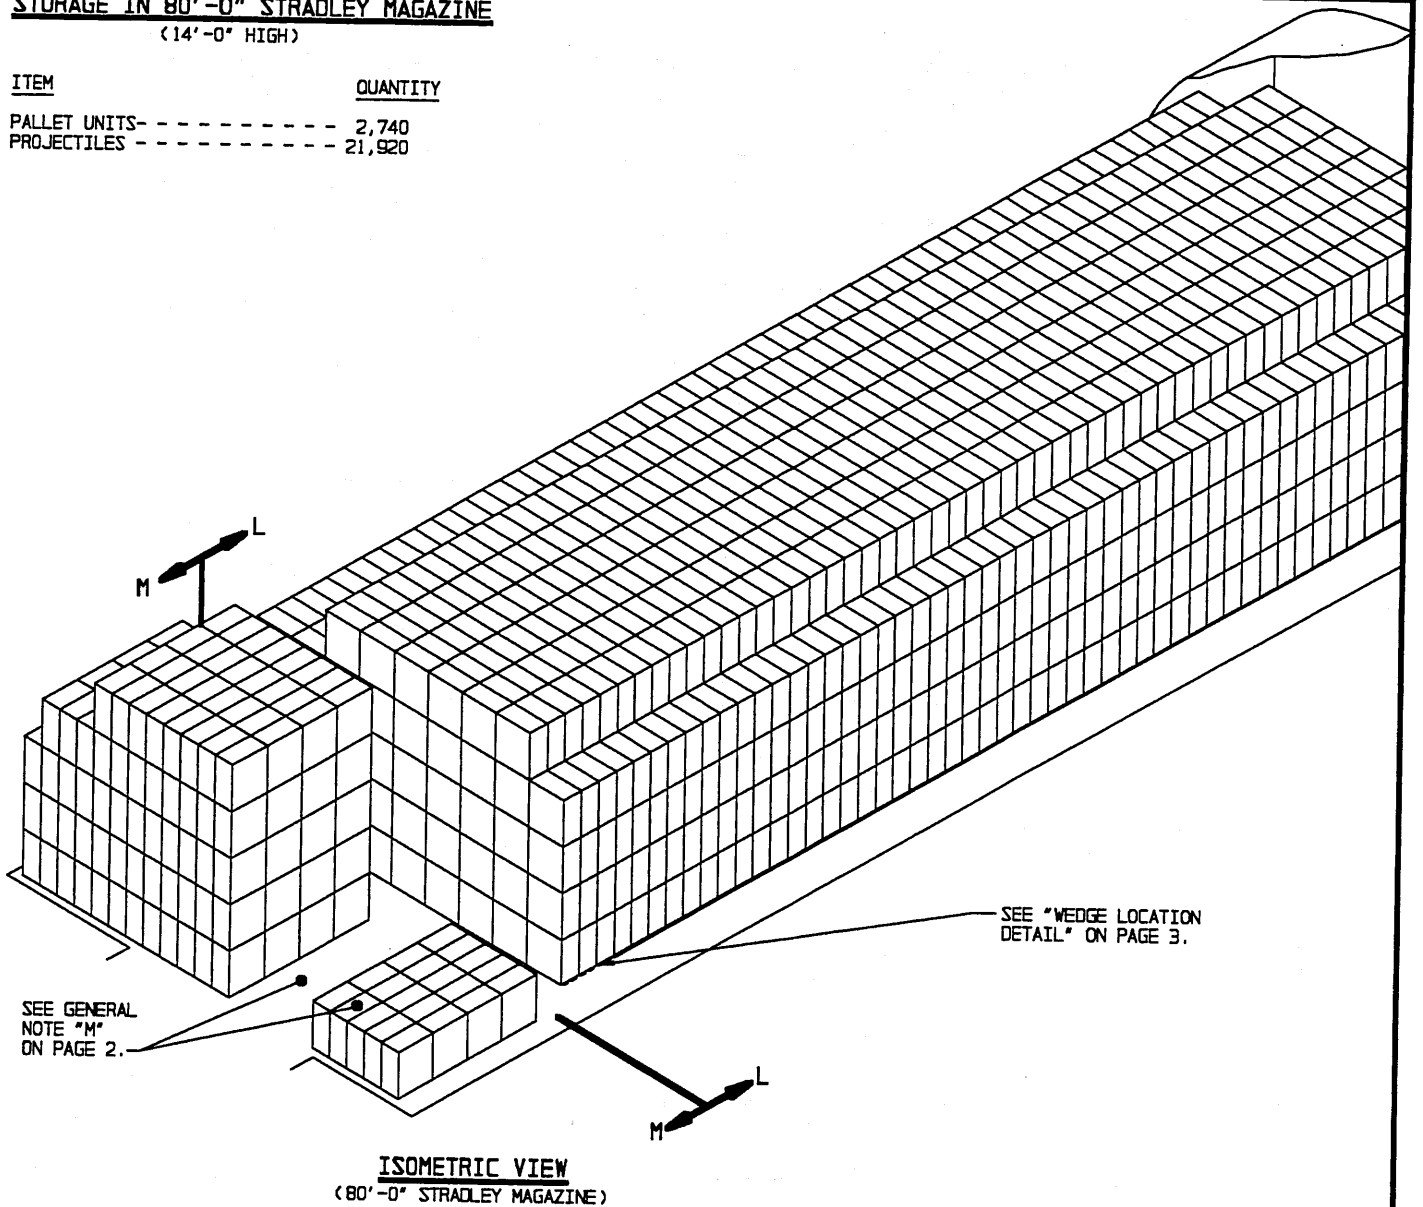 STORAGE IN 80'-0" STRADLEY MAGAZINE
(14'-0" HIGH)
ITEM QUANTITY
PALLET UNITS- - - - - - - - - - - 2,740
PROJECTILES - - - - - - - - - - - 21,920
L
M
SEE "WEDGE LOCATION
DETAIL" ON PAGE 3.
SEE GENERAL
NOTE "M"
ON PAGE 2.
L
M
ISOMETRIC VIEW
(80'-0" STRADLEY MAGAZINE)